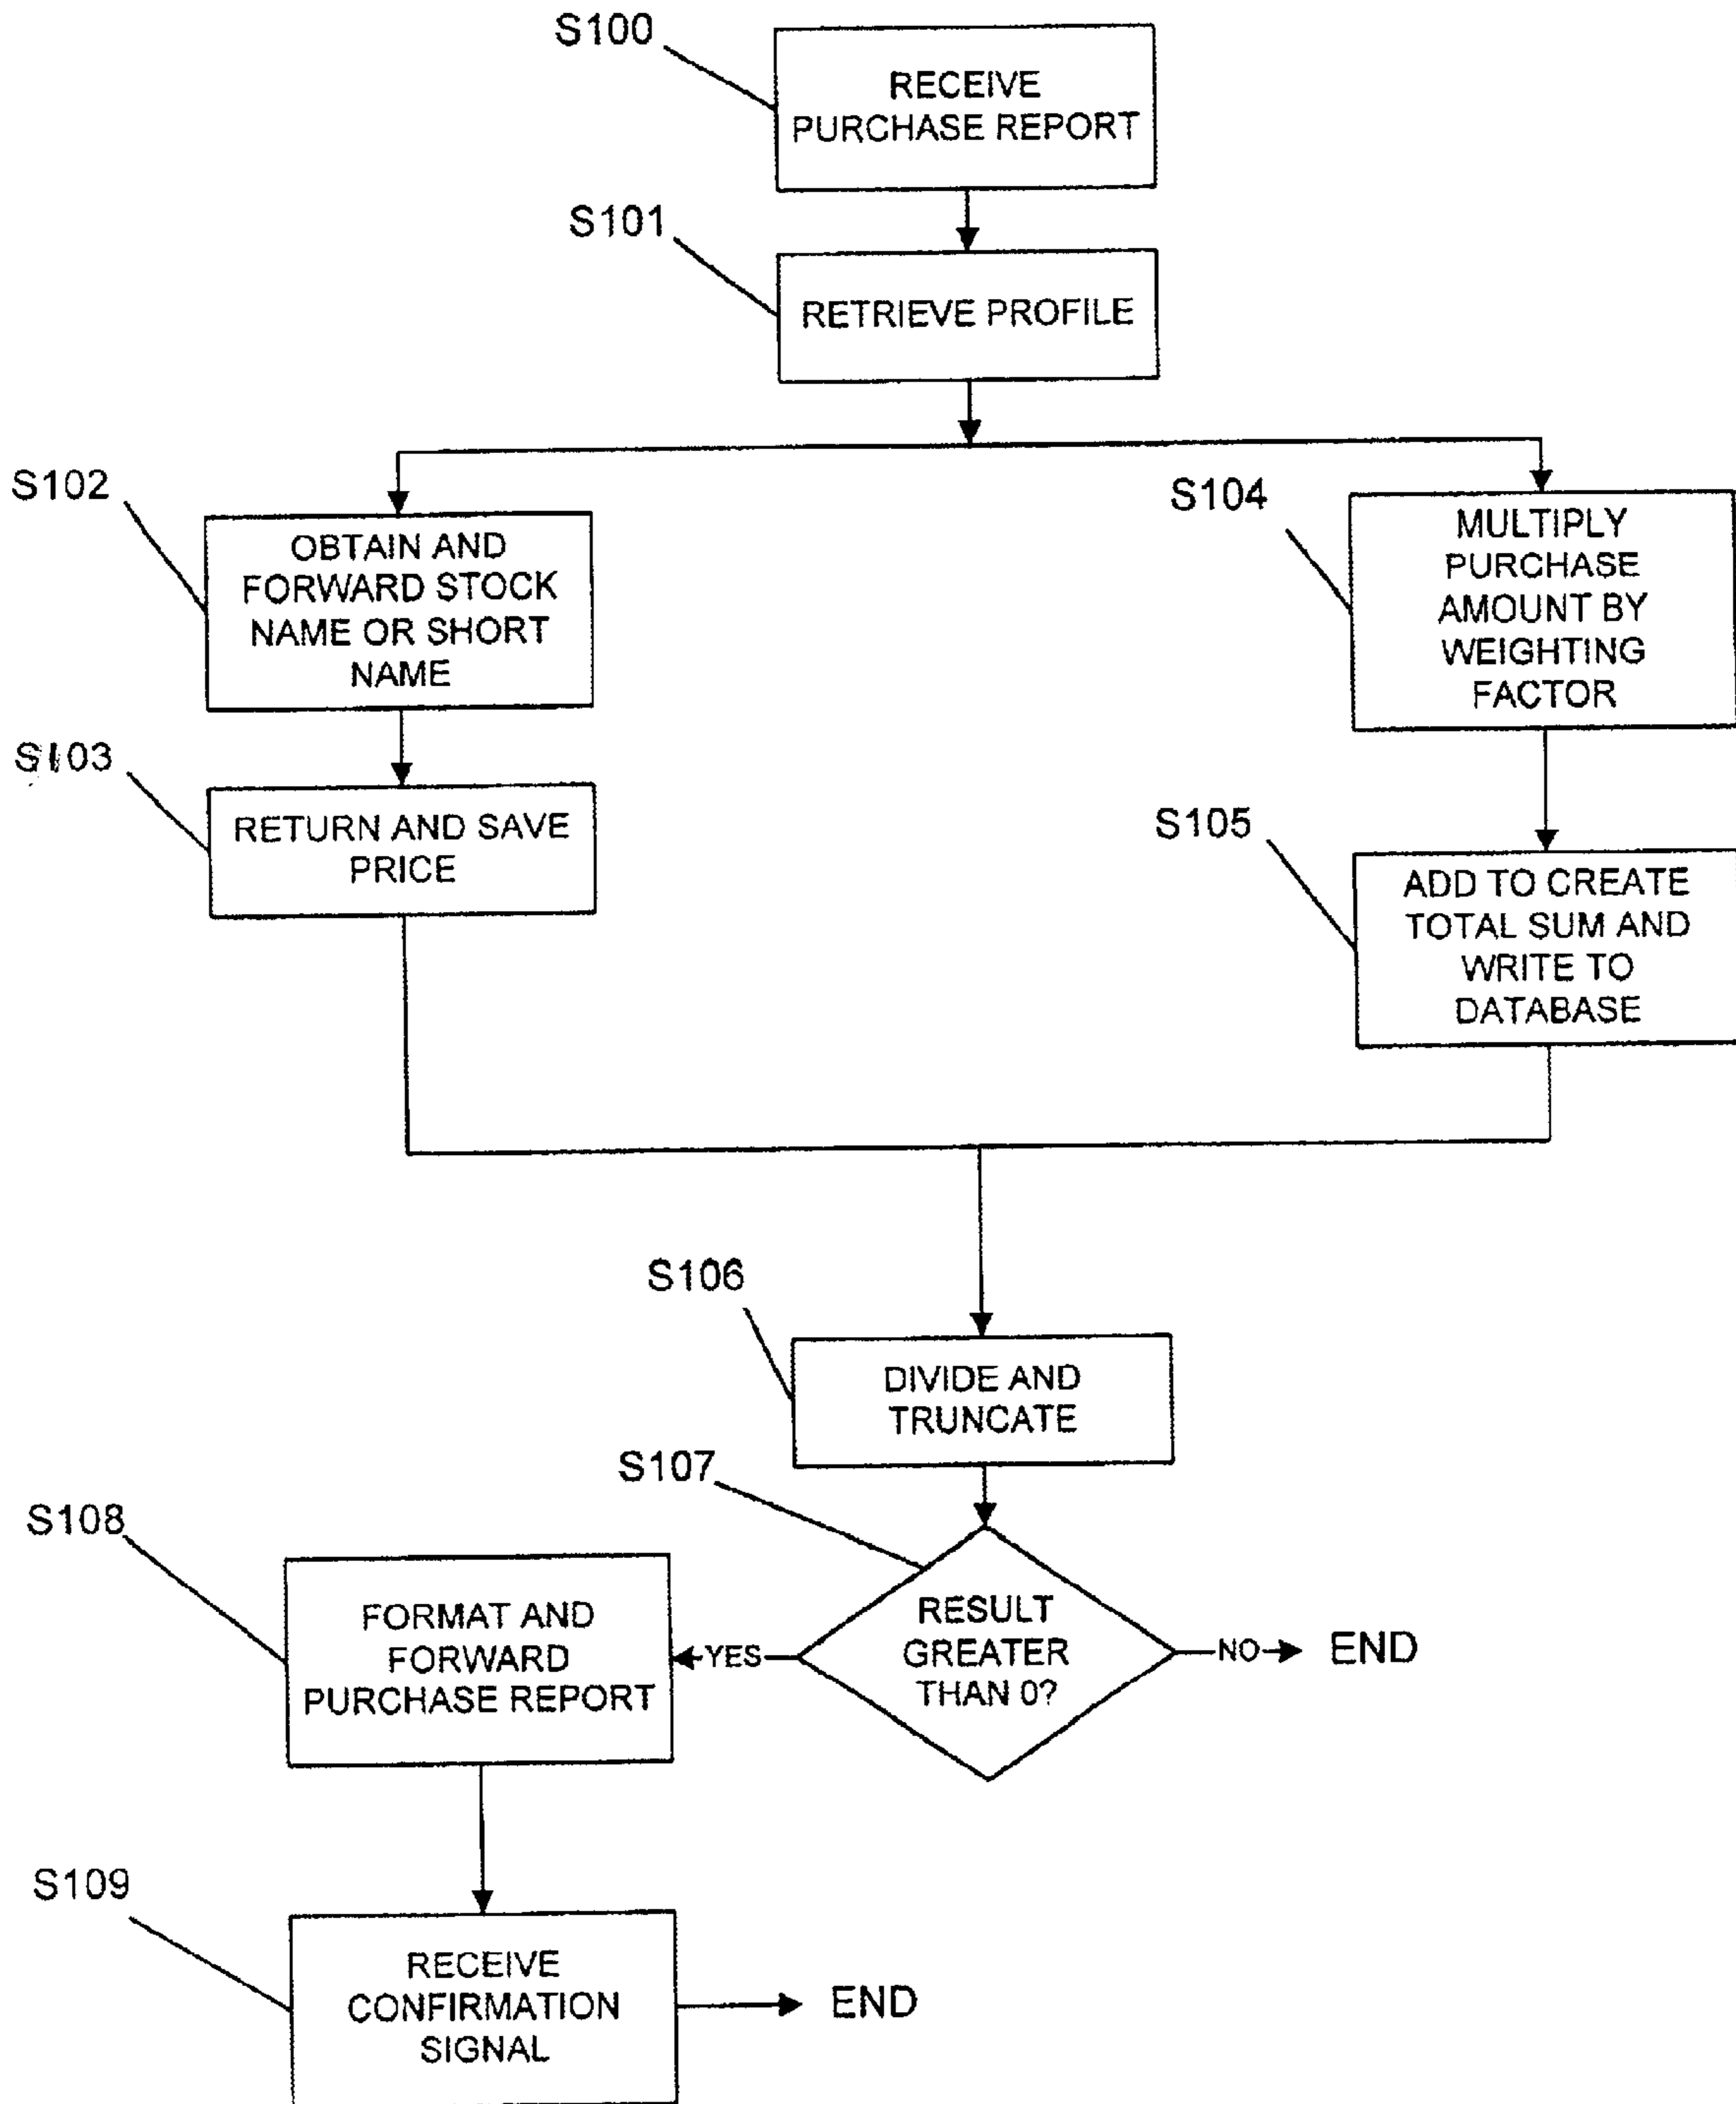 S100
RECEIVE
PURCHASE REPORT
S101
RETRIEVE PROFILE
S102
OBTAIN AND
FORWARD STOCK
NAME OR SHORT
NAME
S104
MULTIPLY
PURCHASE
AMOUNT BY
WEIGHTING
FACTOR
S103
RETURN AND SAVE
PRICE
S105
ADD TO CREATE
TOTAL SUM AND
WRITE TO
DATABASE
S106
DIVIDE AND
TRUNCATE
S107
RESULT
GREATER
THAN 0?
YES
NO
END
S108
FORMAT AND
FORWARD
PURCHASE REPORT
S109
RECEIVE
CONFIRMATION
SIGNAL
END